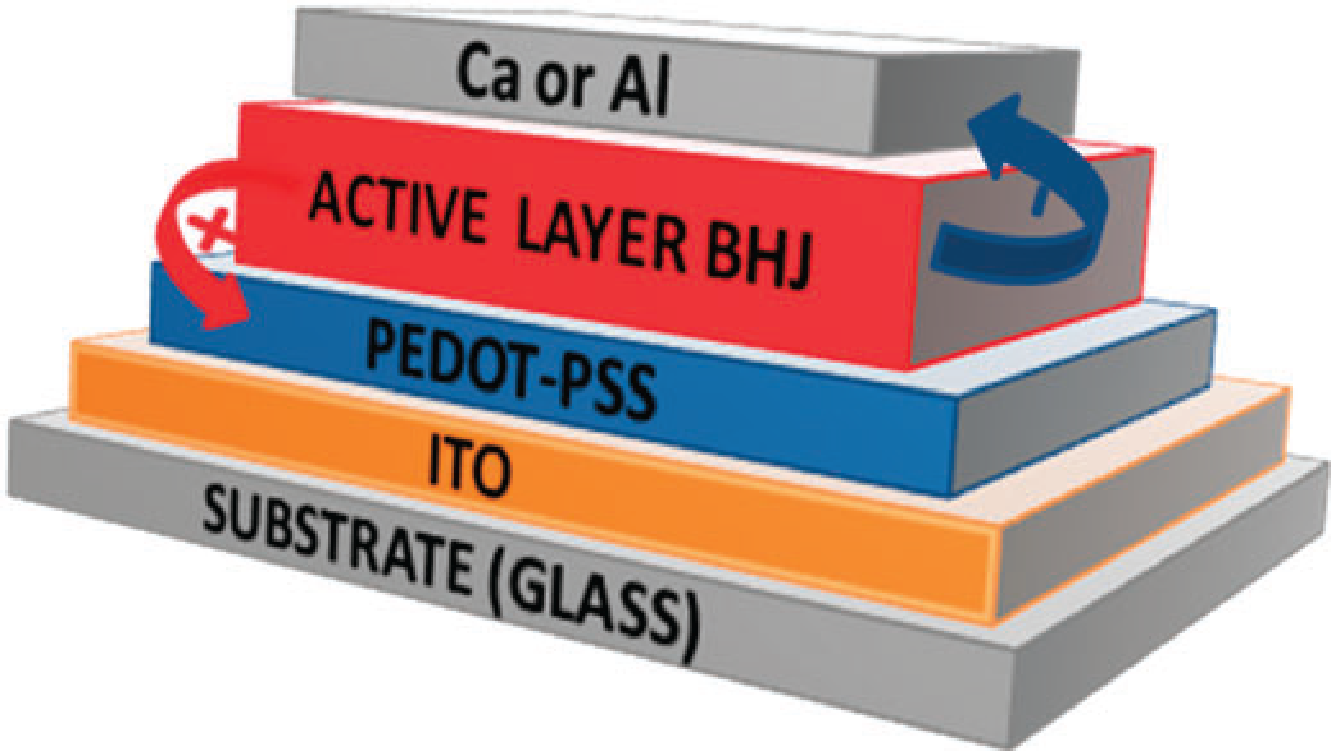 Ca or Al
ACTIVE LAYER BHJ
PEDOT-PSS
ITO
SUBSTRATE (GLASS)